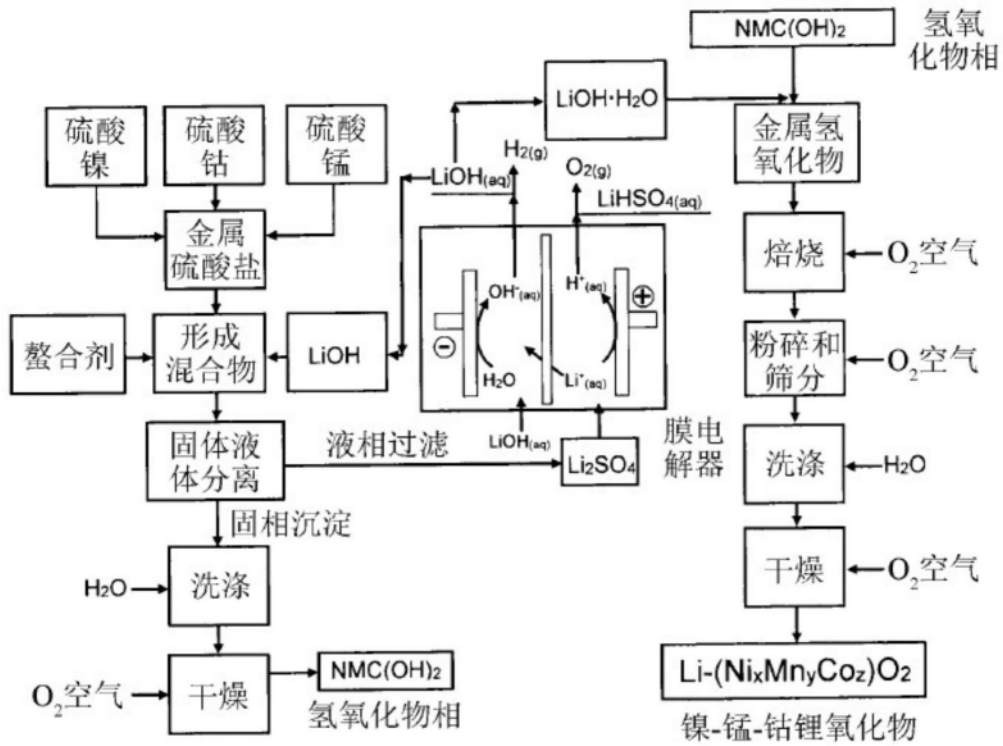 NMC(OH)₂
氢氧
化物相
LiOH·H2O
硫酸
镍
硫酸
钴
硫酸
锰
H2(g)
O2(g)
LiOH(aq)
LiHSO4(aq)
金属氢
氧化物
金属
硫酸盐
焙烧
O₂空气
OH⁻(aq)
H⁺(aq)
⊕
⊖
H2O
Li⁺(aq)
螯合剂
形成
混合物
LiOH
粉碎和
筛分
O₂空气
LiOH(aq)
膜电
解器
固体液
体分离
液相过滤
Li2SO4
洗涤
H2O
固相沉淀
H2O
洗涤
干燥
O₂空气
O₂空气
干燥
NMC(OH)₂
氢氧化物相
Li-(NixMnyCoz)O2
镍-锰-钴锂氧化物